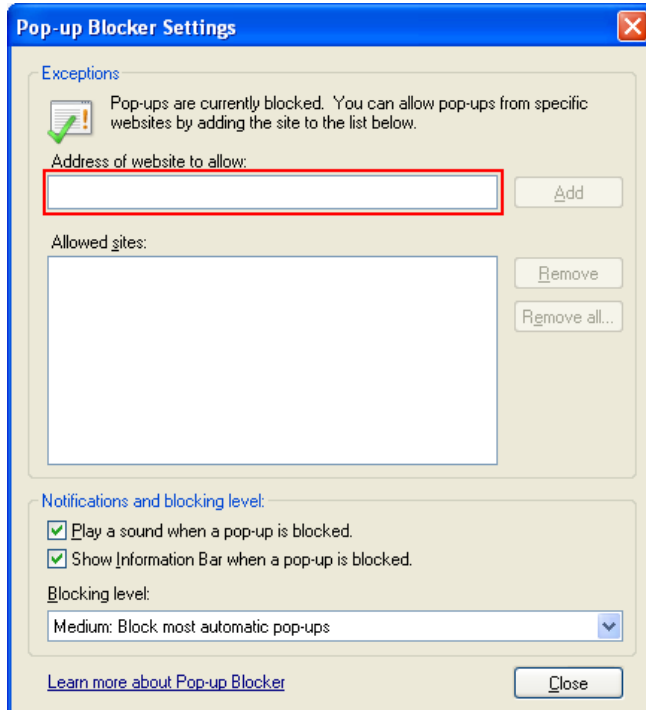 Pop-up Blocker Settings
Exceptions
Pop-ups are currently blocked. You can allow pop-ups from specific
websites by adding the site to the list below.
Address of website to allow:
Add
Allowed sites:
Remove
Remove all...
Notifications and blocking level:
Play a sound when a pop-up is blocked.
Show Information Bar when a pop-up is blocked.
Blocking level:
Medium: Block most automatic pop-ups
Learn more about Pop-up Blocker
Close